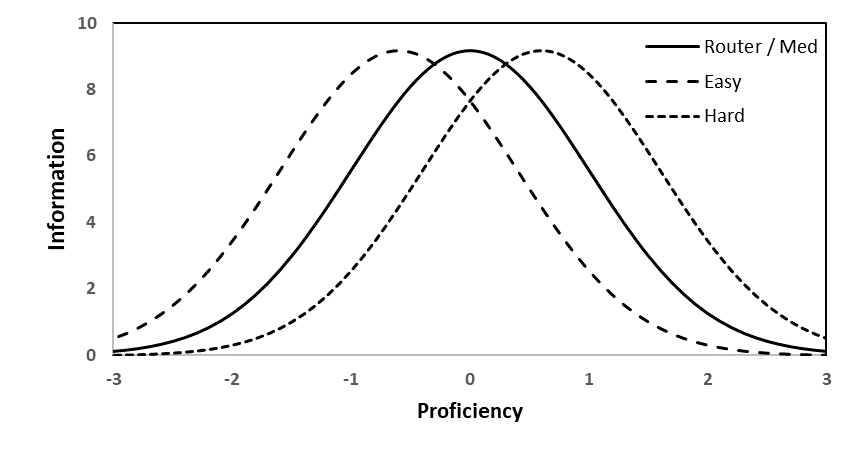 10
8
6
4
2
0
Information
Router / Med
Easy
Hard
-3 -2 -1 0 1 2 3
Proficiency